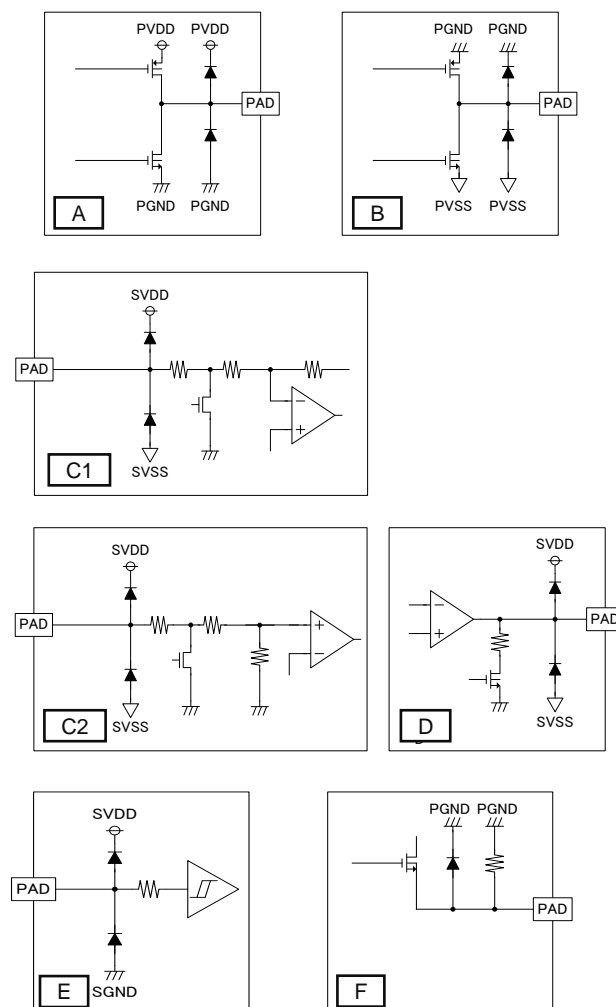 PVDD PVDD
PAD
PGND PGND
A
PGND PGND
PAD
PVSS PVSS
B
SVDD
PAD
−
+
SVSS
C1
SVDD
PAD
+
−
SVSS
C2
SVDD
−
+
PAD
SVSS
D
SVDD
PAD
SGND
E
PGND PGND
PAD
F